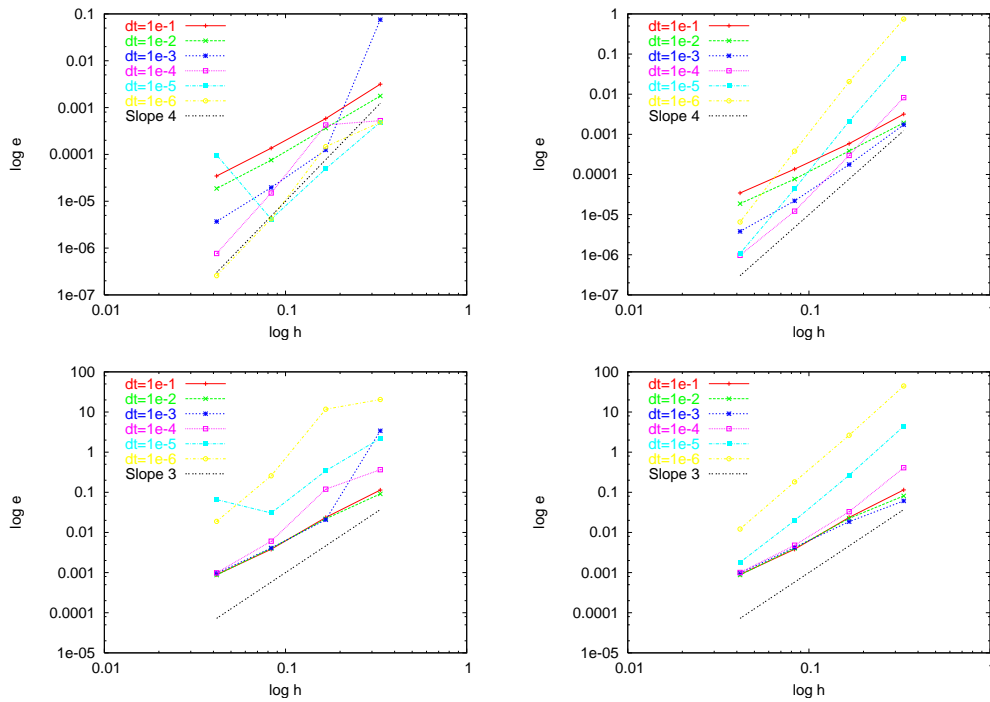 0.1
0.01
0.001
0.0001
1e-05
1e-06
1e-07
0.01
0.1
1
log e
log h
dt=1e-1
dt=1e-2
dt=1e-3
dt=1e-4
dt=1e-5
dt=1e-6
Slope 4
1
0.1
0.01
0.001
0.0001
1e-05
1e-06
1e-07
0.01
0.1
1
log e
log h
dt=1e-1
dt=1e-2
dt=1e-3
dt=1e-4
dt=1e-5
dt=1e-6
Slope 4
100
10
1
0.1
0.01
0.001
0.0001
1e-05
0.01
0.1
1
log e
log h
dt=1e-1
dt=1e-2
dt=1e-3
dt=1e-4
dt=1e-5
dt=1e-6
Slope 3
100
10
1
0.1
0.01
0.001
0.0001
1e-05
0.01
0.1
1
log e
log h
dt=1e-1
dt=1e-2
dt=1e-3
dt=1e-4
dt=1e-5
dt=1e-6
Slope 3